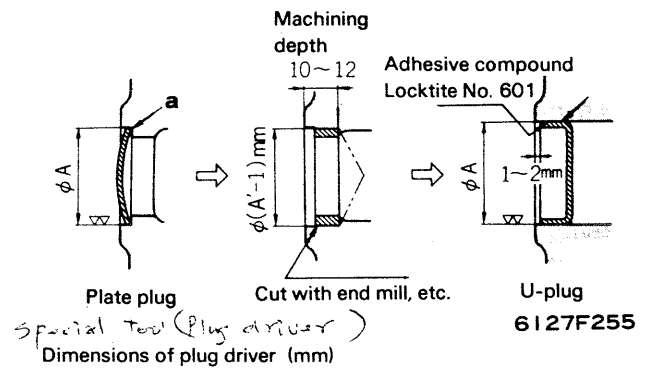 Machining
depth
10~12
Adhesive compound
Locktite No. 601
a
φA
φ(A'-1)mm
φA
1~2mm
Plate plug
Cut with end mill, etc.
U-plug
Special Tool (Plug driver)
6127F255
Dimensions of plug driver (mm)